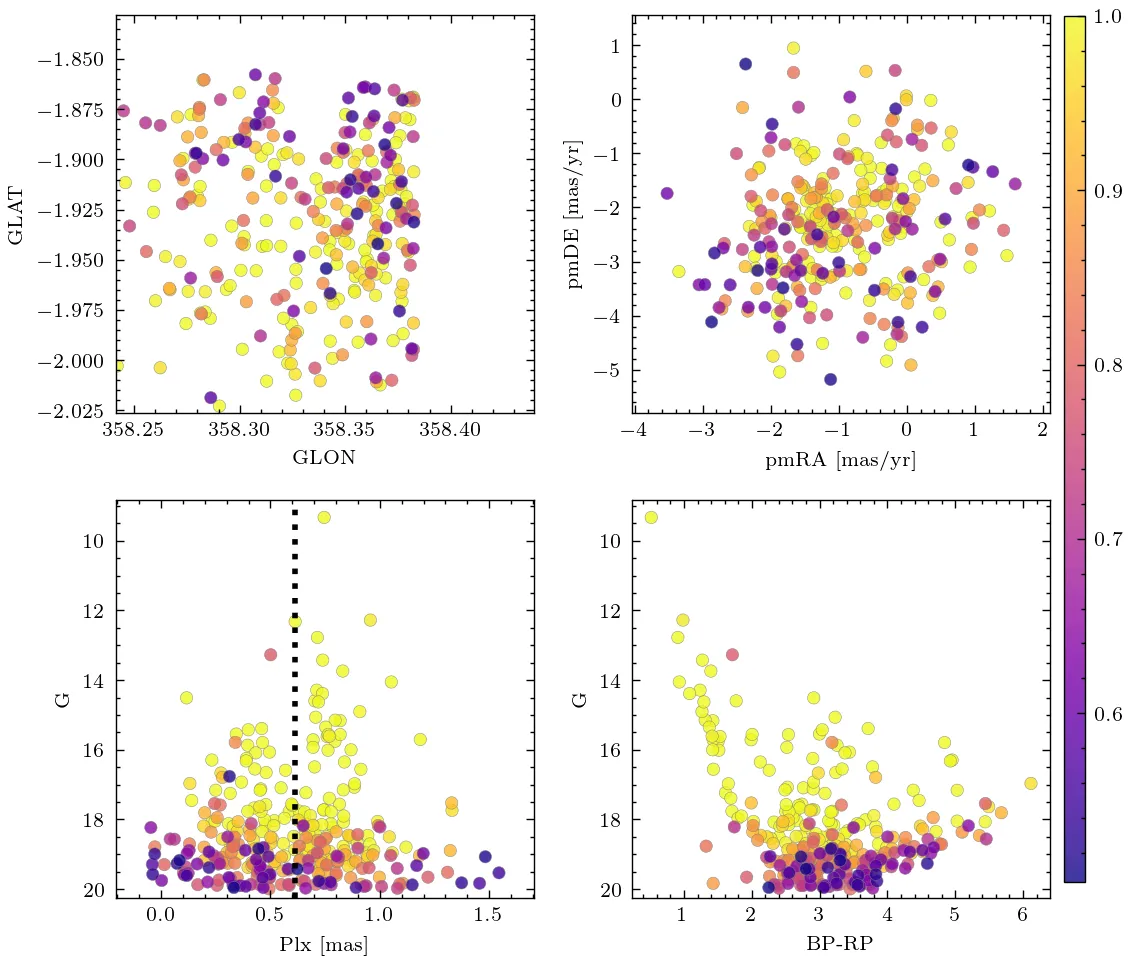 −1.850
−1.875
−1.900
−1.925
−1.950
−1.975
−2.000
−2.025
GLAT
358.25 358.30 358.35 358.40
GLON
1
0
−1
−2
−3
−4
−5
pmDE [mas/yr]
−4 −3 −2 −1 0 1 2
pmRA [mas/yr]
10
12
14
16
18
20
G
0.0 0.5 1.0 1.5
Plx [mas]
10
12
14
16
18
20
G
1 2 3 4 5 6
BP-RP
1.0
0.9
0.8
0.7
0.6